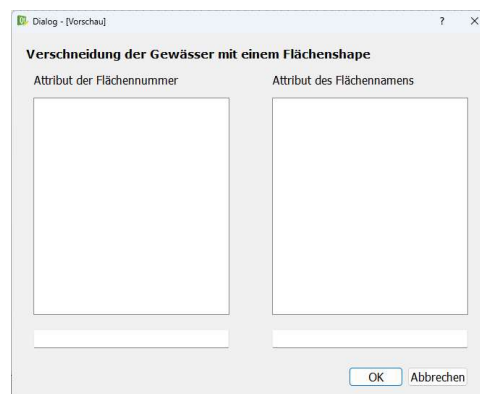 Dialog - [Vorschau]
Verschneidung der Gewässer mit einem Flächenshape
Attribut der Flächennummer
Attribut des Flächennamens
OK
Abbrechen